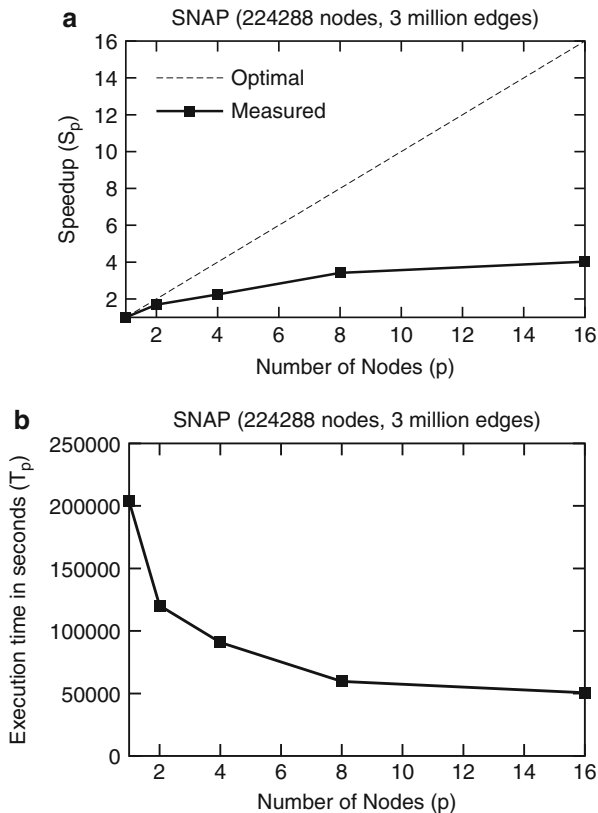 a SNAP (224288 nodes, 3 million edges)
16
14
12
10
8
6
4
2
Speedup (Sp)
Optimal
Measured
2 4 6 8 10 12 14 16
Number of Nodes (p)
b SNAP (224288 nodes, 3 million edges)
250000
200000
150000
100000
50000
0
Execution time in seconds (Tp)
2 4 6 8 10 12 14 16
Number of Nodes (p)